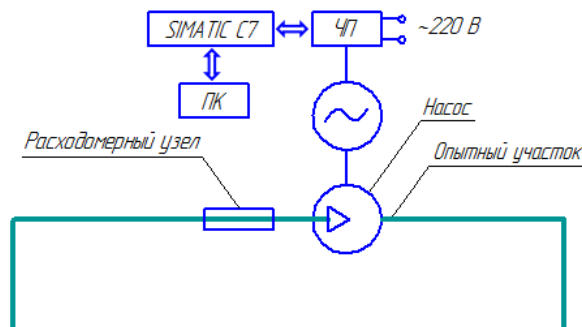 SIMATIC C7
ЧП
~220 В
ПК
Насос
Расходомерный узел
Опытный участок